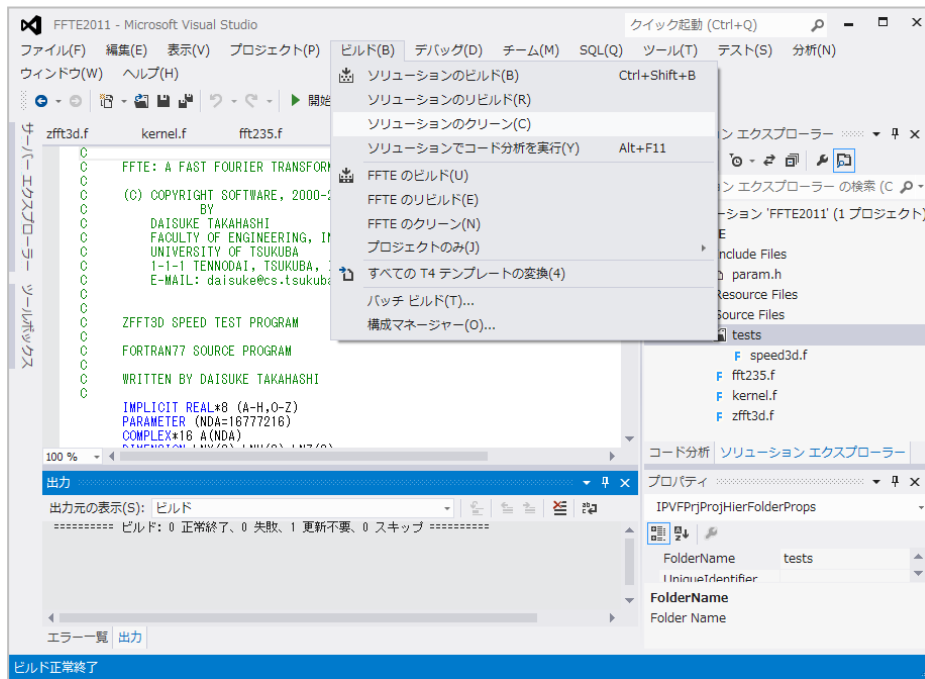 FFTE2011 - Microsoft Visual Studio
クイック起動 (Ctrl+Q)
ファイル(F) 編集(E) 表示(V) プロジェクト(P) ビルド(B) デバッグ(D) チーム(M) SQL(Q) ツール(T) テスト(S) 分析(N)
ウィンドウ(W) ヘルプ(H)
開始
ソリューションのビルド(B) Ctrl+Shift+B
ソリューションのリビルド(R)
ソリューションのクリーン(C)
ソリューションでコード分析を実行(Y) Alt+F11
FFTE のビルド(U)
FFTE のリビルド(E)
FFTE のクリーン(N)
プロジェクトのみ(J)
すべての T4 テンプレートの変換(4)
バッチ ビルド(T)...
構成マネージャー(O)...
サーバー エクスプローラー
ツールボックス
zfft3d.f kernel.f fft235.f
C
C FFTE: A FAST FOURIER TRANSFORM
C
C (C) COPYRIGHT SOFTWARE, 2000-2
C BY
C DAISUKE TAKAHASHI
C FACULTY OF ENGINEERING, IN
C UNIVERSITY OF TSUKUBA
C 1-1-1 TENNODAI, TSUKUBA,
C E-MAIL: daisuke@cs.tsukuba
C
C
C ZFFT3D SPEED TEST PROGRAM
C
C FORTRAN77 SOURCE PROGRAM
C
C WRITTEN BY DAISUKE TAKAHASHI
C
IMPLICIT REAL*8 (A-H,O-Z)
PARAMETER (NDA=16777216)
COMPLEX*16 A(NDA)
100 %
ン エクスプローラー
ン エクスプローラー の検索 (C
ーション 'FFTE2011' (1 プロジェクト)
E
nclude Files
param.h
Resource Files
Source Files
tests
speed3d.f
fft235.f
kernel.f
zfft3d.f
コード分析 ソリューション エクスプローラー
出力
出力元の表示(S): ビルド
========== ビルド: 0 正常終了、0 失敗、1 更新不要、0 スキップ ==========
エラー一覧 出力
プロパティ
IPVFPrjProjHierFolderProps
FolderName tests
UniqueIdentifier
FolderName
Folder Name
ビルド正常終了